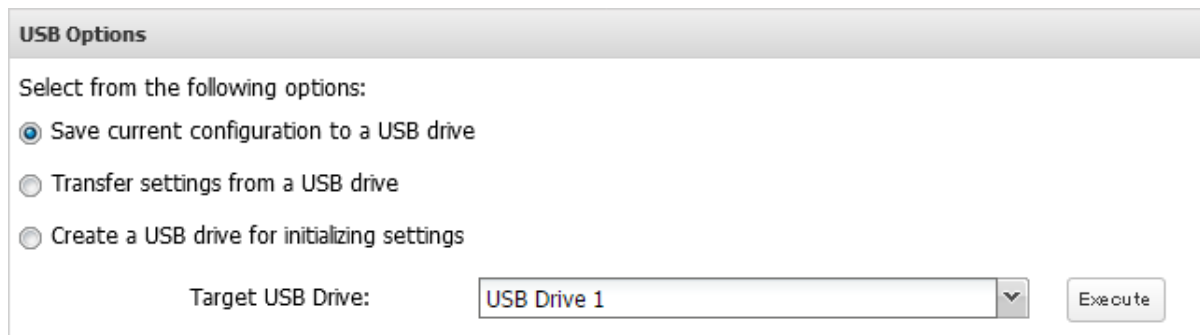 USB Options
Select from the following options:
Save current configuration to a USB drive
Transfer settings from a USB drive
Create a USB drive for initializing settings
Target USB Drive: USB Drive 1 Execute